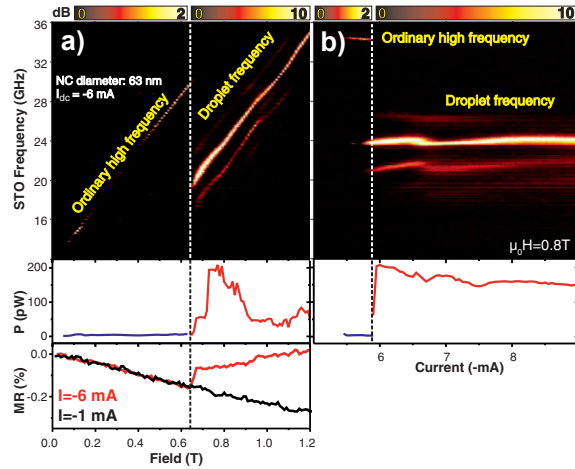 dB
0
2
0
10
0
2
0
10
a)
b)
36
32
28
24
20
16
STO Frequency (GHz)
NC diameter: 63 nm
I_dc = -6 mA
Ordinary high frequency
Droplet frequency
Ordinary high frequency
Droplet frequency
μ₀H=0.8T
200
100
0
P (pW)
0.0
-0.2
MR (%)
I=-6 mA
I=-1 mA
0.0 0.2 0.4 0.6 0.8 1.0 1.2
Field (T)
6 7 8
Current (-mA)